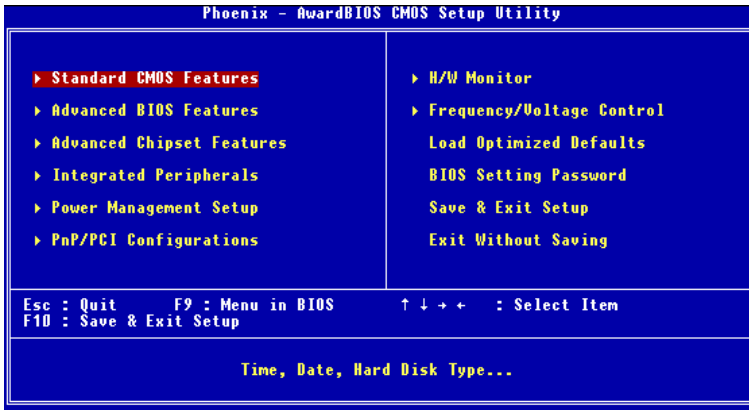 Phoenix - AwardBIOS CMOS Setup Utility
▸ Standard CMOS Features
▸ Advanced BIOS Features
▸ Advanced Chipset Features
▸ Integrated Peripherals
▸ Power Management Setup
▸ PnP/PCI Configurations
▸ H/W Monitor
▸ Frequency/Voltage Control
Load Optimized Defaults
BIOS Setting Password
Save & Exit Setup
Exit Without Saving
Esc : Quit F9 : Menu in BIOS ↑ ↓ → ← : Select Item
F10 : Save & Exit Setup
Time, Date, Hard Disk Type...